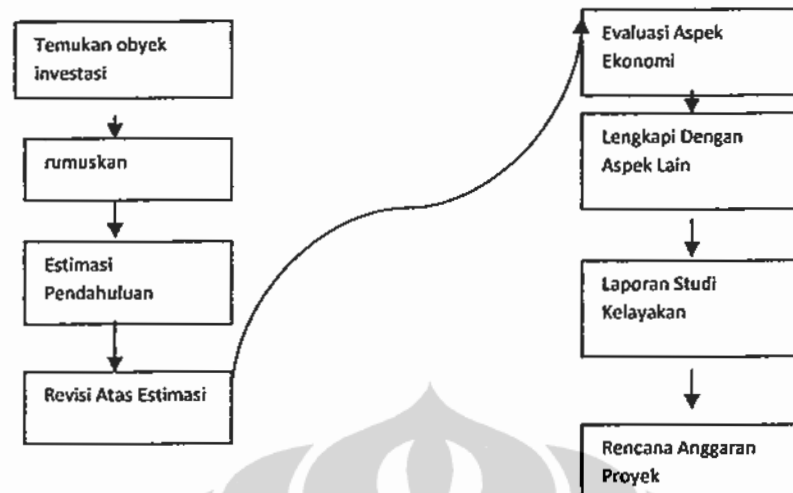 Temukan obyek
investasi
rumuskan
Estimasi
Pendahuluan
Revisi Atas Estimasi
Evaluasi Aspek
Ekonomi
Lengkapi Dengan
Aspek Lain
Laporan Studi
Kelayakan
Rencana Anggaran
Proyek